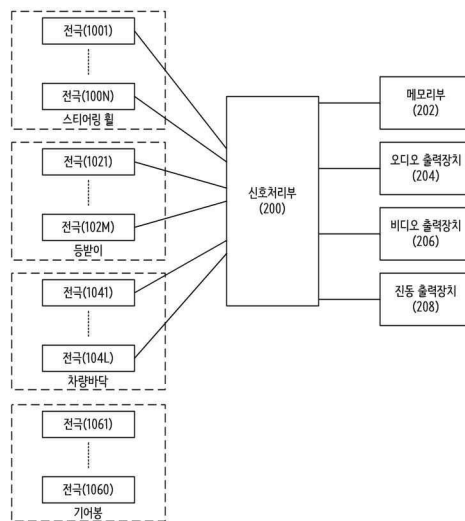 전극(1001)
전극(100N)
스티어링 휠
전극(1021)
전극(102M)
등받이
전극(1041)
전극(104L)
차량바닥
전극(1061)
전극(1060)
기어봉
신호처리부
(200)
메모리부
(202)
오디오 출력장치
(204)
비디오 출력장치
(206)
진동 출력장치
(208)